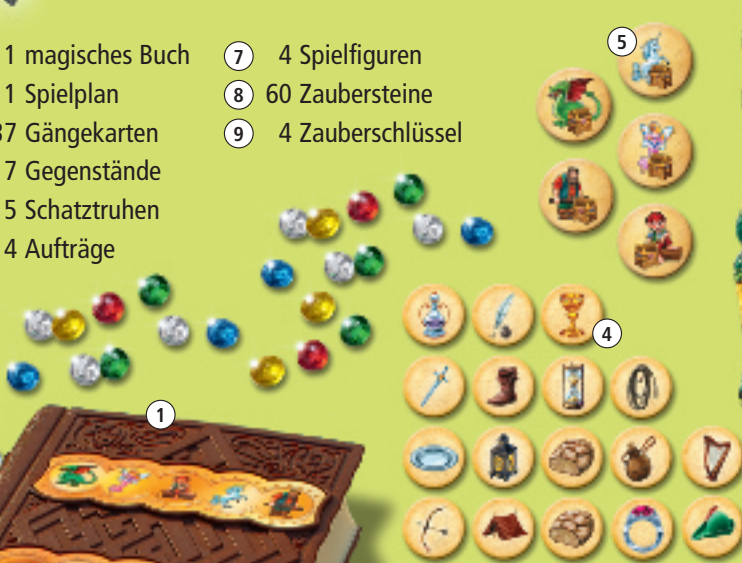 1 magisches Buch
1 Spielplan
7 Gängekarten
7 Gegenstände
5 Schatztruhen
4 Aufträge
7 4 Spielfiguren
8 60 Zaubersteine
9 4 Zauberschlüssel
5
4
1